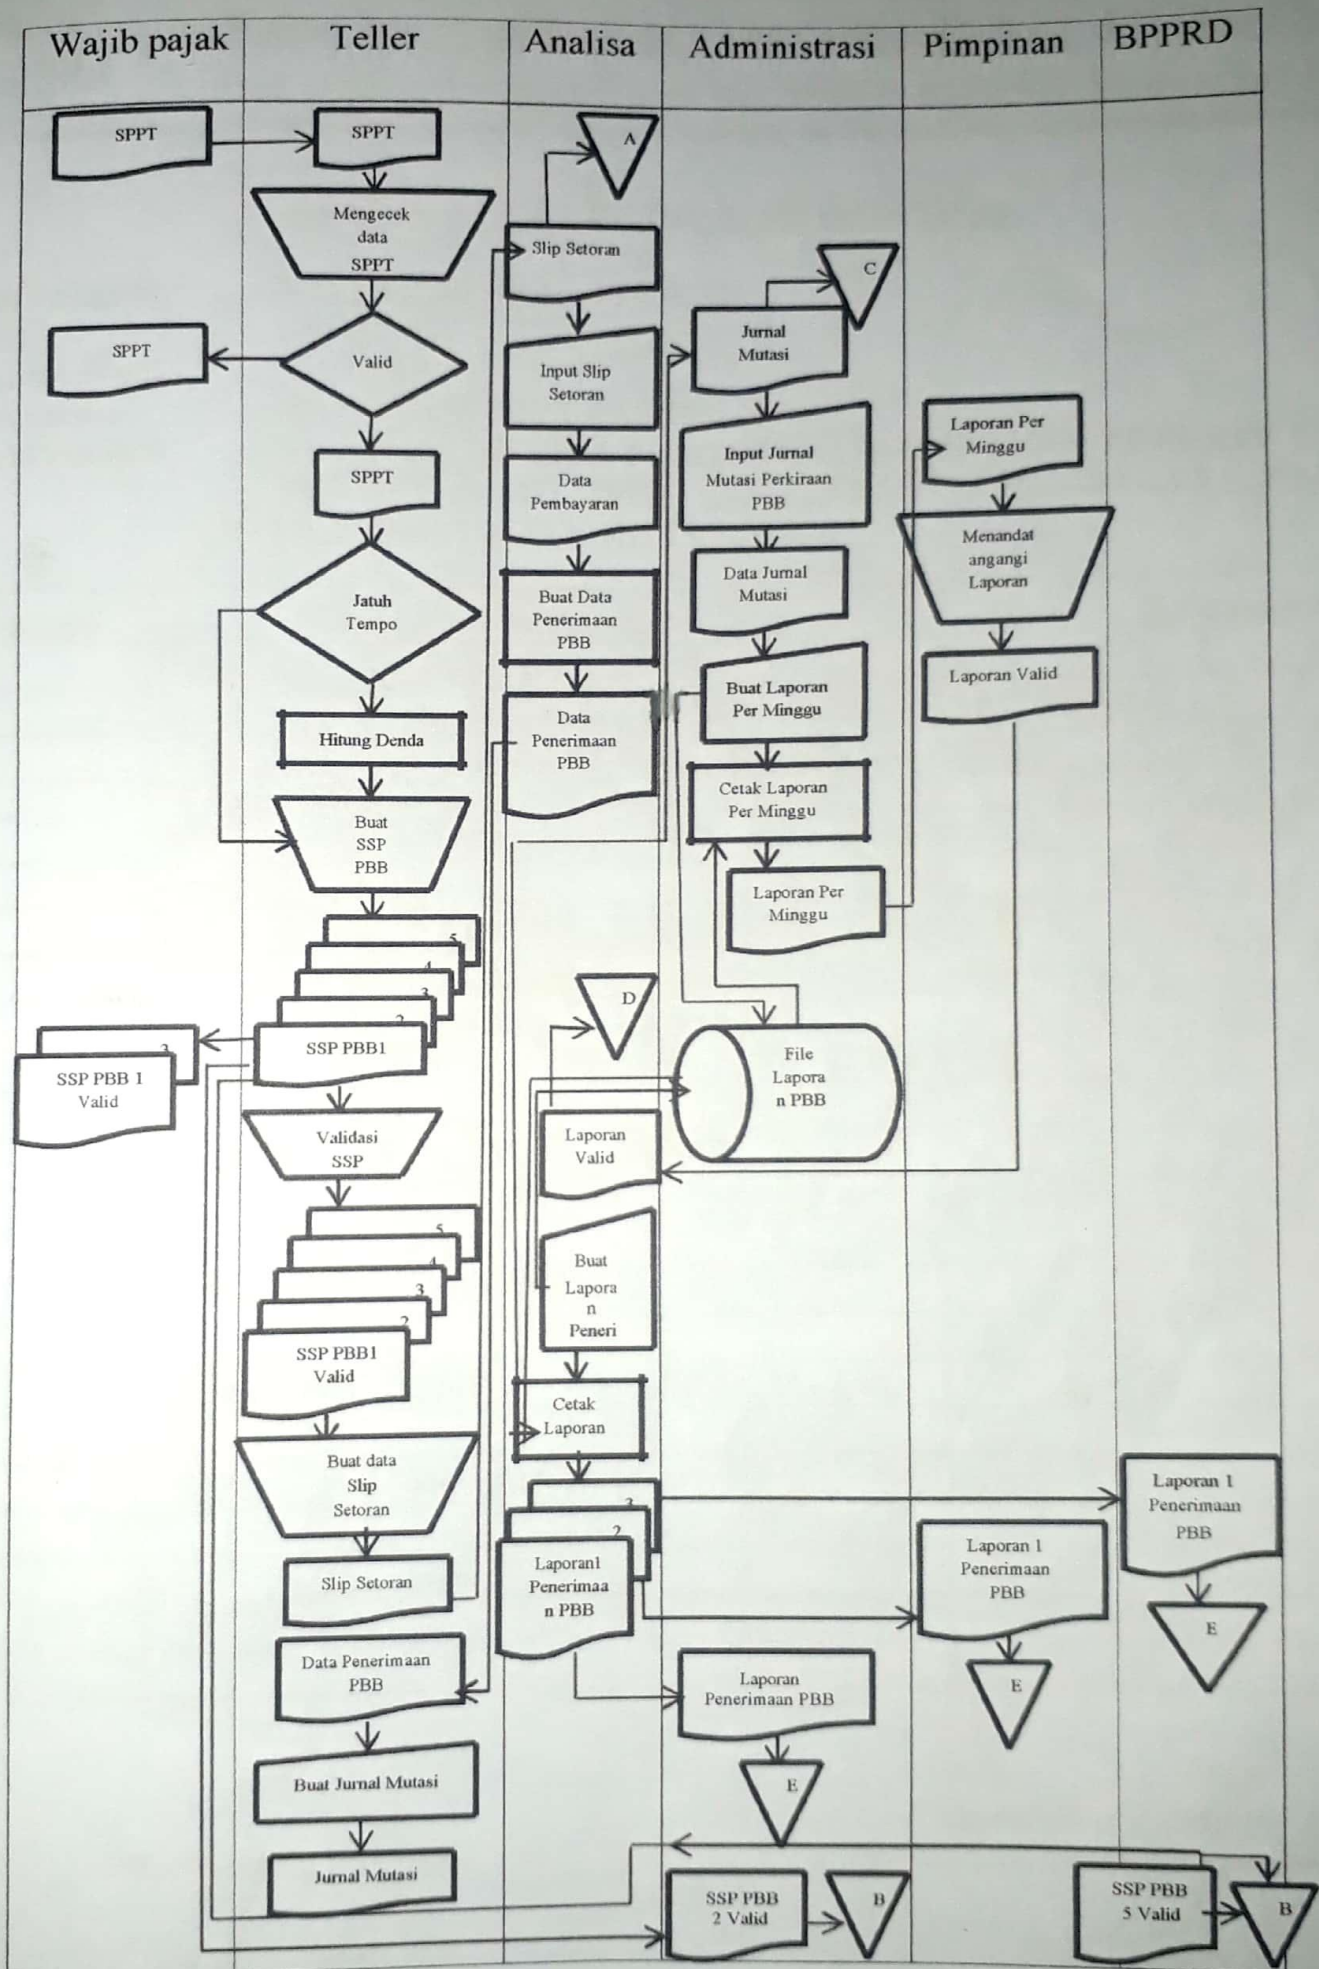 Wajib pajak
Teller
Analisa
Administrasi
Pimpinan
BPPRD
SPPT
SPPT
Mengecek
data
SPPT
SPPT
Valid
SPPT
Jatuh
Tempo
Hitung Denda
Buat
SSP
PBB
5
4
3
2
SSP PBB1
3
SSP PBB 1
Valid
Validasi
SSP
5
4
3
2
SSP PBB1
Valid
Buat data
Slip
Setoran
Slip Setoran
Data Penerimaan
PBB
Buat Jurnal Mutasi
Jurnal Mutasi
A
Slip Setoran
Input Slip
Setoran
Data
Pembayaran
Buat Data
Penerimaan
PBB
Data
Penerimaan
PBB
D
Laporan
Valid
Buat
Lapora
n
Peneri
Cetak
Laporan
3
2
Laporan1
Penerimaa
n PBB
C
Jurnal
Mutasi
Input Jurnal
Mutasi Perkiraan
PBB
Data Jurnal
Mutasi
Buat Laporan
Per Minggu
Cetak Laporan
Per Minggu
Laporan Per
Minggu
File
Lapora
n PBB
Laporan
Penerimaan PBB
E
SSP PBB
2 Valid
B
Laporan Per
Minggu
Menandat
angangi
Laporan
Laporan Valid
Laporan 1
Penerimaan
PBB
E
Laporan 1
Penerimaan
PBB
E
SSP PBB
5 Valid
B